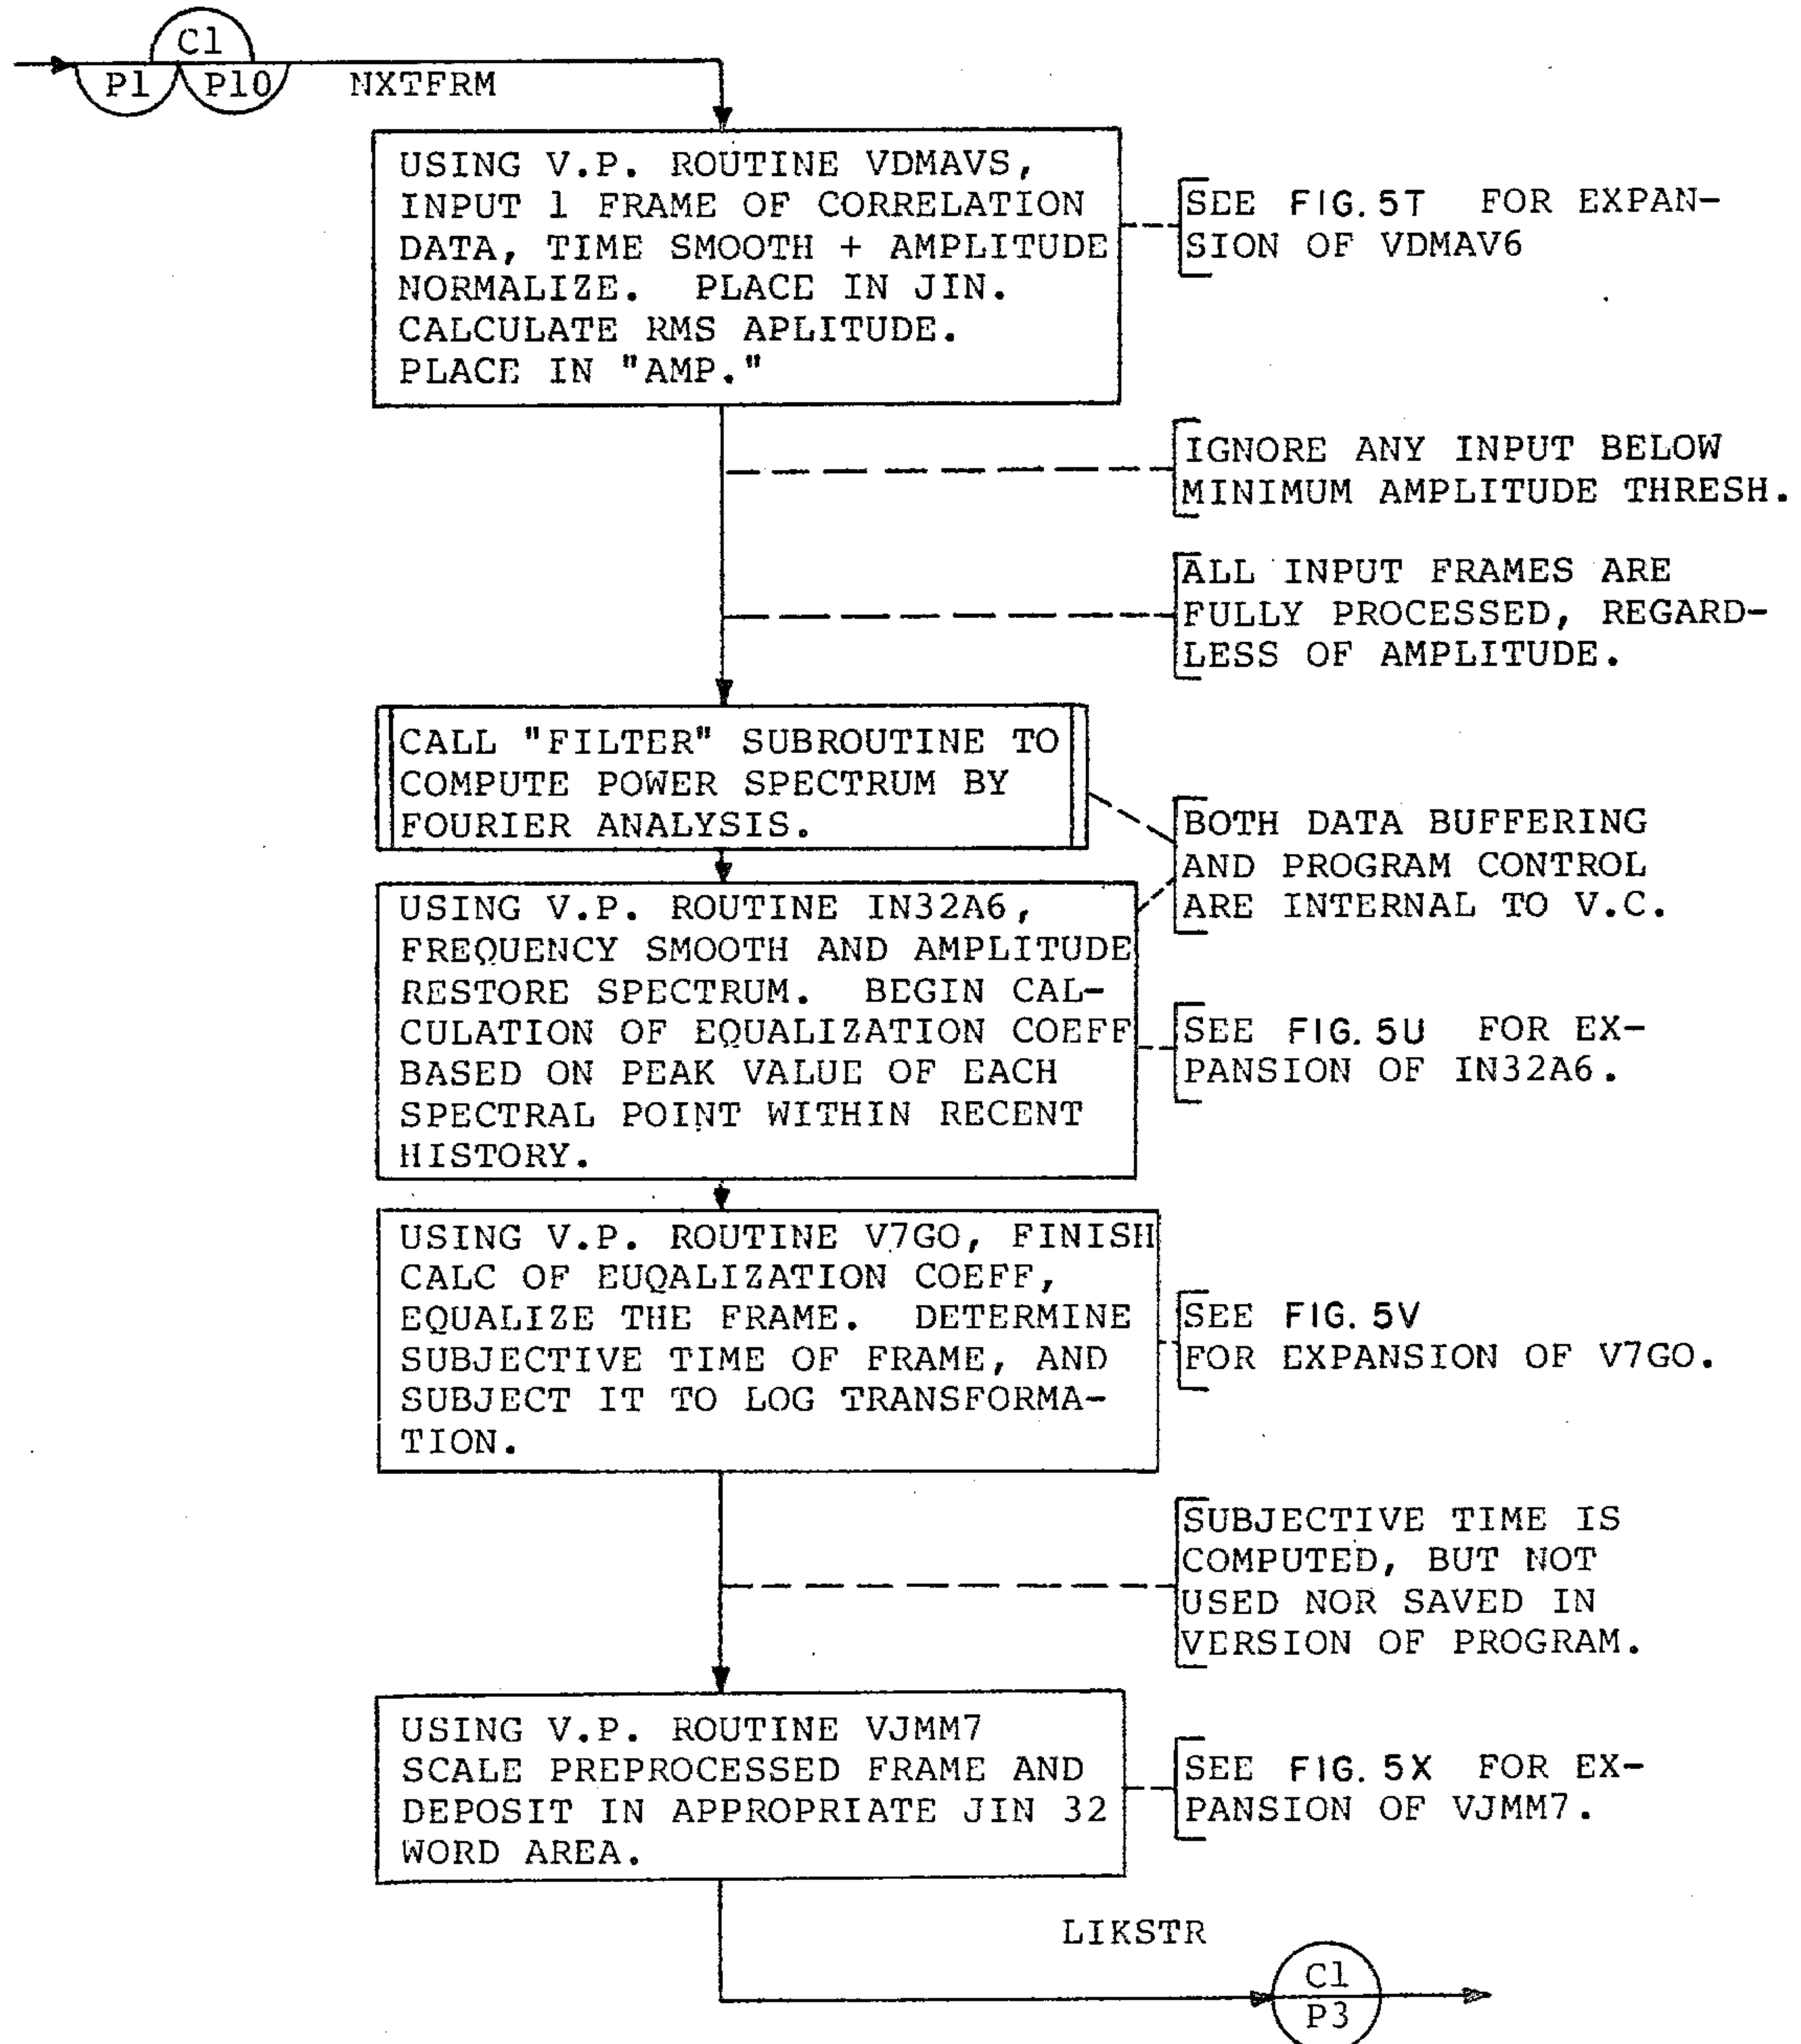 C1
P1 P10
NXTFRM
USING V.P. ROUTINE VDMAVS,
INPUT 1 FRAME OF CORRELATION
DATA, TIME SMOOTH + AMPLITUDE
NORMALIZE. PLACE IN JIN.
CALCULATE RMS APLITUDE.
PLACE IN "AMP."
SEE FIG. 5T FOR EXPAN-
SION OF VDMAV6
IGNORE ANY INPUT BELOW
MINIMUM AMPLITUDE THRESH.
ALL INPUT FRAMES ARE
FULLY PROCESSED, REGARD-
LESS OF AMPLITUDE.
CALL "FILTER" SUBROUTINE TO
COMPUTE POWER SPECTRUM BY
FOURIER ANALYSIS.
BOTH DATA BUFFERING
AND PROGRAM CONTROL
ARE INTERNAL TO V.C.
USING V.P. ROUTINE IN32A6,
FREQUENCY SMOOTH AND AMPLITUDE
RESTORE SPECTRUM. BEGIN CAL-
CULATION OF EQUALIZATION COEFF
BASED ON PEAK VALUE OF EACH
SPECTRAL POINT WITHIN RECENT
HISTORY.
SEE FIG. 5U FOR EX-
PANSION OF IN32A6.
USING V.P. ROUTINE V7GO, FINISH
CALC OF EUQALIZATION COEFF,
EQUALIZE THE FRAME. DETERMINE
SUBJECTIVE TIME OF FRAME, AND
SUBJECT IT TO LOG TRANSFORMA-
TION.
SEE FIG. 5V
FOR EXPANSION OF V7GO.
SUBJECTIVE TIME IS
COMPUTED, BUT NOT
USED NOR SAVED IN
VERSION OF PROGRAM.
USING V.P. ROUTINE VJMM7
SCALE PREPROCESSED FRAME AND
DEPOSIT IN APPROPRIATE JIN 32
WORD AREA.
SEE FIG. 5X FOR EX-
PANSION OF VJMM7.
LIKSTR
C1
P3